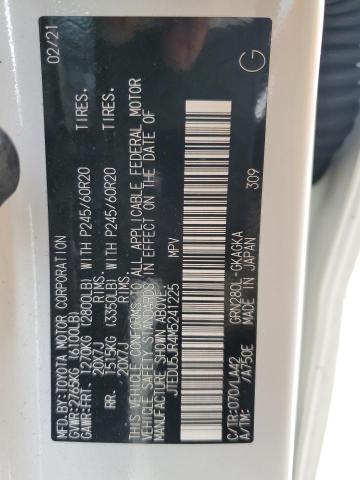 MFD. BY:TOYOTA MOTOR CORPORATION 02/21
GVWR:2765KG (6100LB)
GAWR:FRT. 1270KG (2800LB) WITH P245/60R20 TIRES.
20X7J RIMS.
RR. 1515KG (3350LB) WITH P245/60R20 TIRES.
20X7J RIMS.
THIS VEHICLE CONFORMS TO ALL APPLICABLE FEDERAL MOTOR
VEHICLE SAFETY STANDARDS IN EFFECT ON THE DATE OF
MANUFACTURE SHOWN ABOVE.
JTEDU5JR4M5241225 MPV
G
309
C/TR:070/LA42 GRN280L-GKAGKA
A/TM: /A750E MADE IN JAPAN